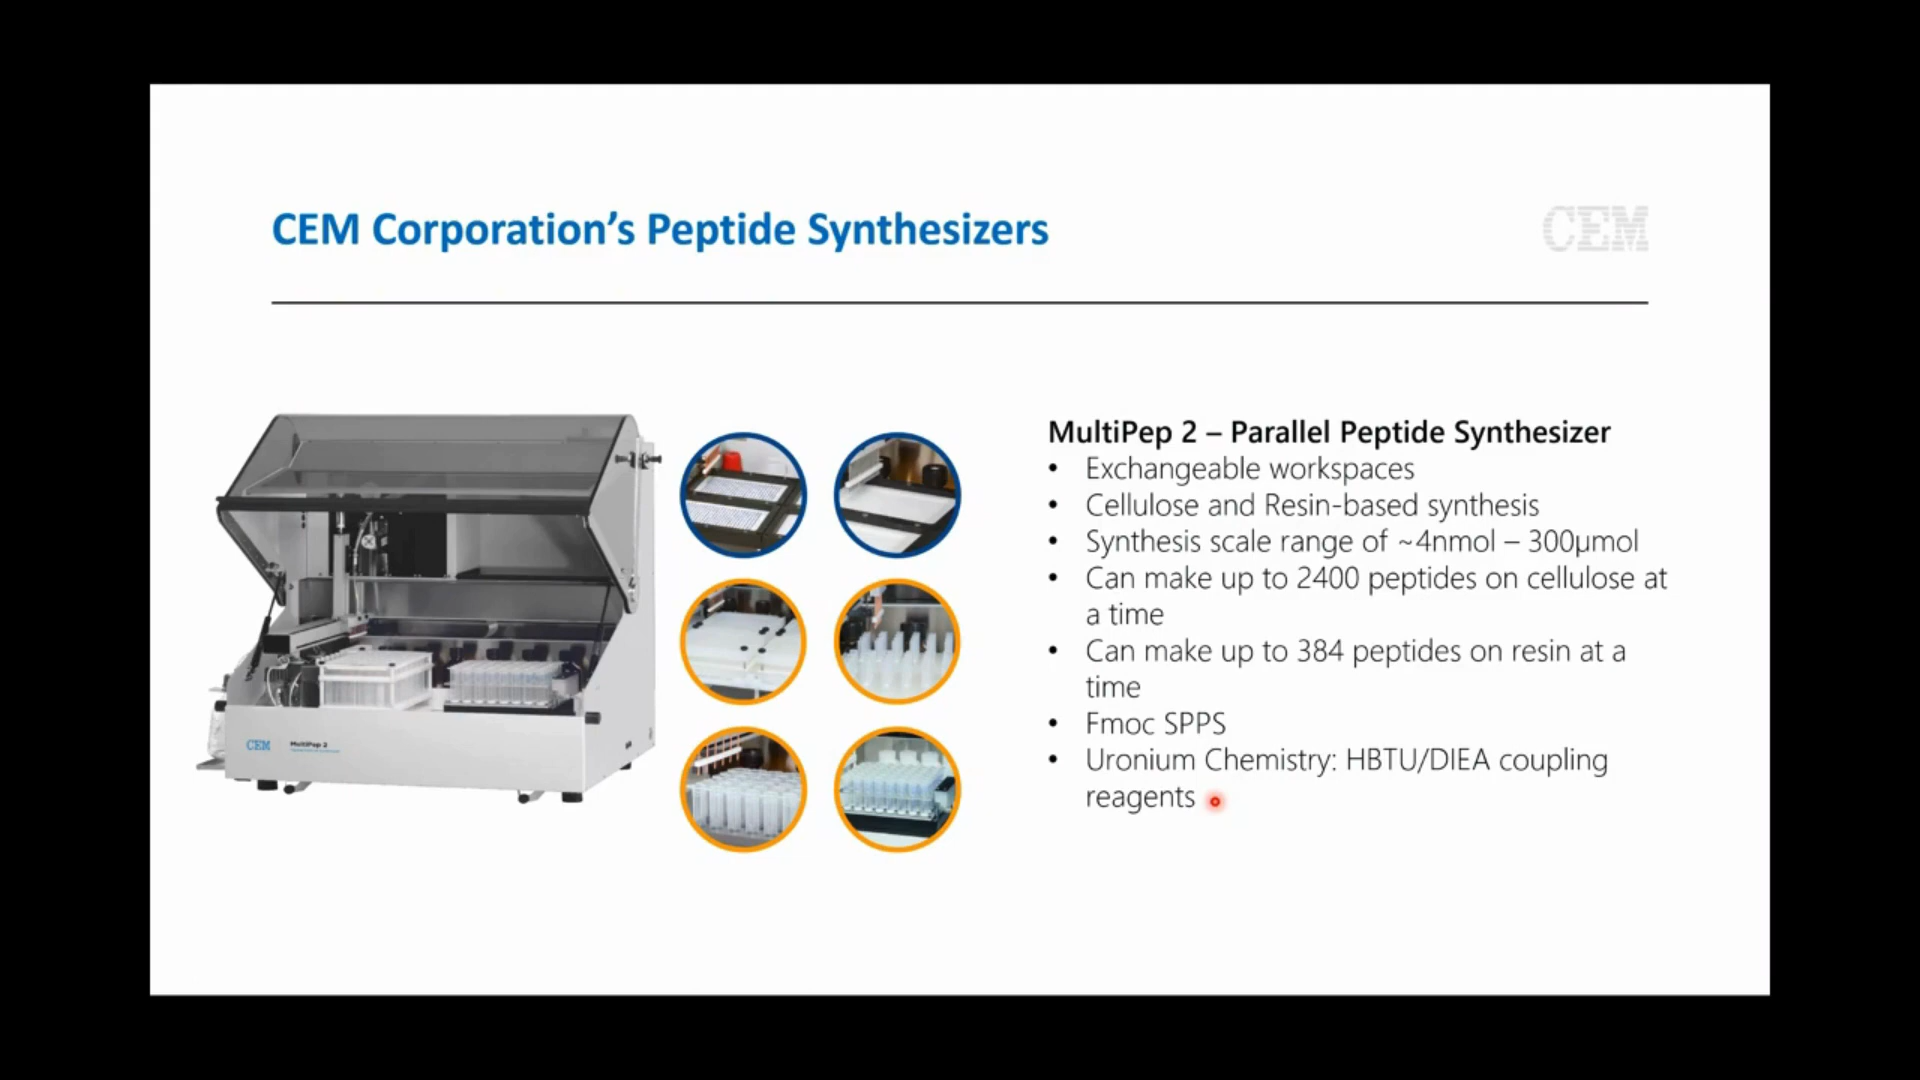 CEM Corporation’s Peptide Synthesizers
CEM
MultiPep 2 – Parallel Peptide Synthesizer
• Exchangeable workspaces
• Cellulose and Resin-based synthesis
• Synthesis scale range of ~4nmol – 300µmol
• Can make up to 2400 peptides on cellulose at
a time
• Can make up to 384 peptides on resin at a
time
• Fmoc SPPS
• Uronium Chemistry: HBTU/DIEA coupling
reagents
CEM MultiPep 2